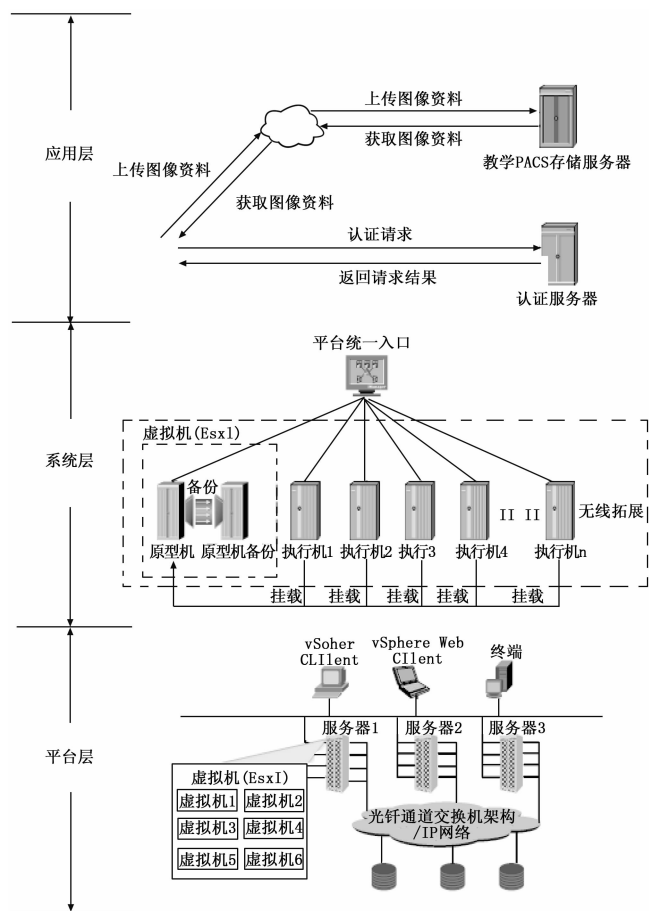 应用层
上传图像资料
获取图像资料
教学PACS存储服务器
上传图像资料
获取图像资料
认证请求
返回请求结果
认证服务器
系统层
平台统一入口
虚拟机(Esxl)
备份
原型机
原型机备份
执行机1
执行机2
执行3
执行机4
II II
执行机n
无线拓展
挂载
挂载
挂载
挂载
挂载
平台层
vSoher
CLIlent
vSphere Web
CIlent
终端
服务器1
服务器2
服务器3
虚拟机(EsxI)
虚拟机1
虚拟机2
虚拟机3
虚拟机4
虚拟机5
虚拟机6
光钎通道交换机架构
/IP网络